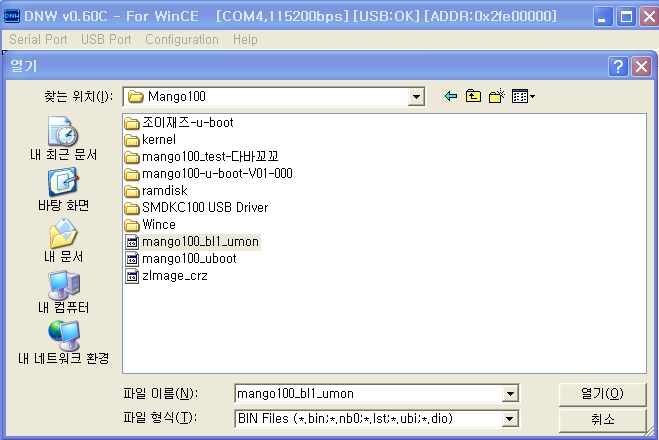 DNW v0.60C - For WinCE [COM4,115200bps] [USB:OK] [ADDR:0x2fe00000]
Serial Port USB Port Configuration Help
열기
찾는 위치(I): Mango100
내 최근 문서
바탕 화면
내 문서
내 컴퓨터
내 네트워크 환경
조이재즈-u-boot
kernel
mango100_test-다바꼬꼬
mango100-u-boot-V01-000
ramdisk
SMDKC100 USB Driver
Wince
mango100_bl1_umon
mango100_uboot
zImage_crz
파일 이름(N): mango100_bl1_umon 열기(O)
파일 형식(T): BIN Files (*.bin;*.nb0;*.lst;*.ubi;*.dio) 취소